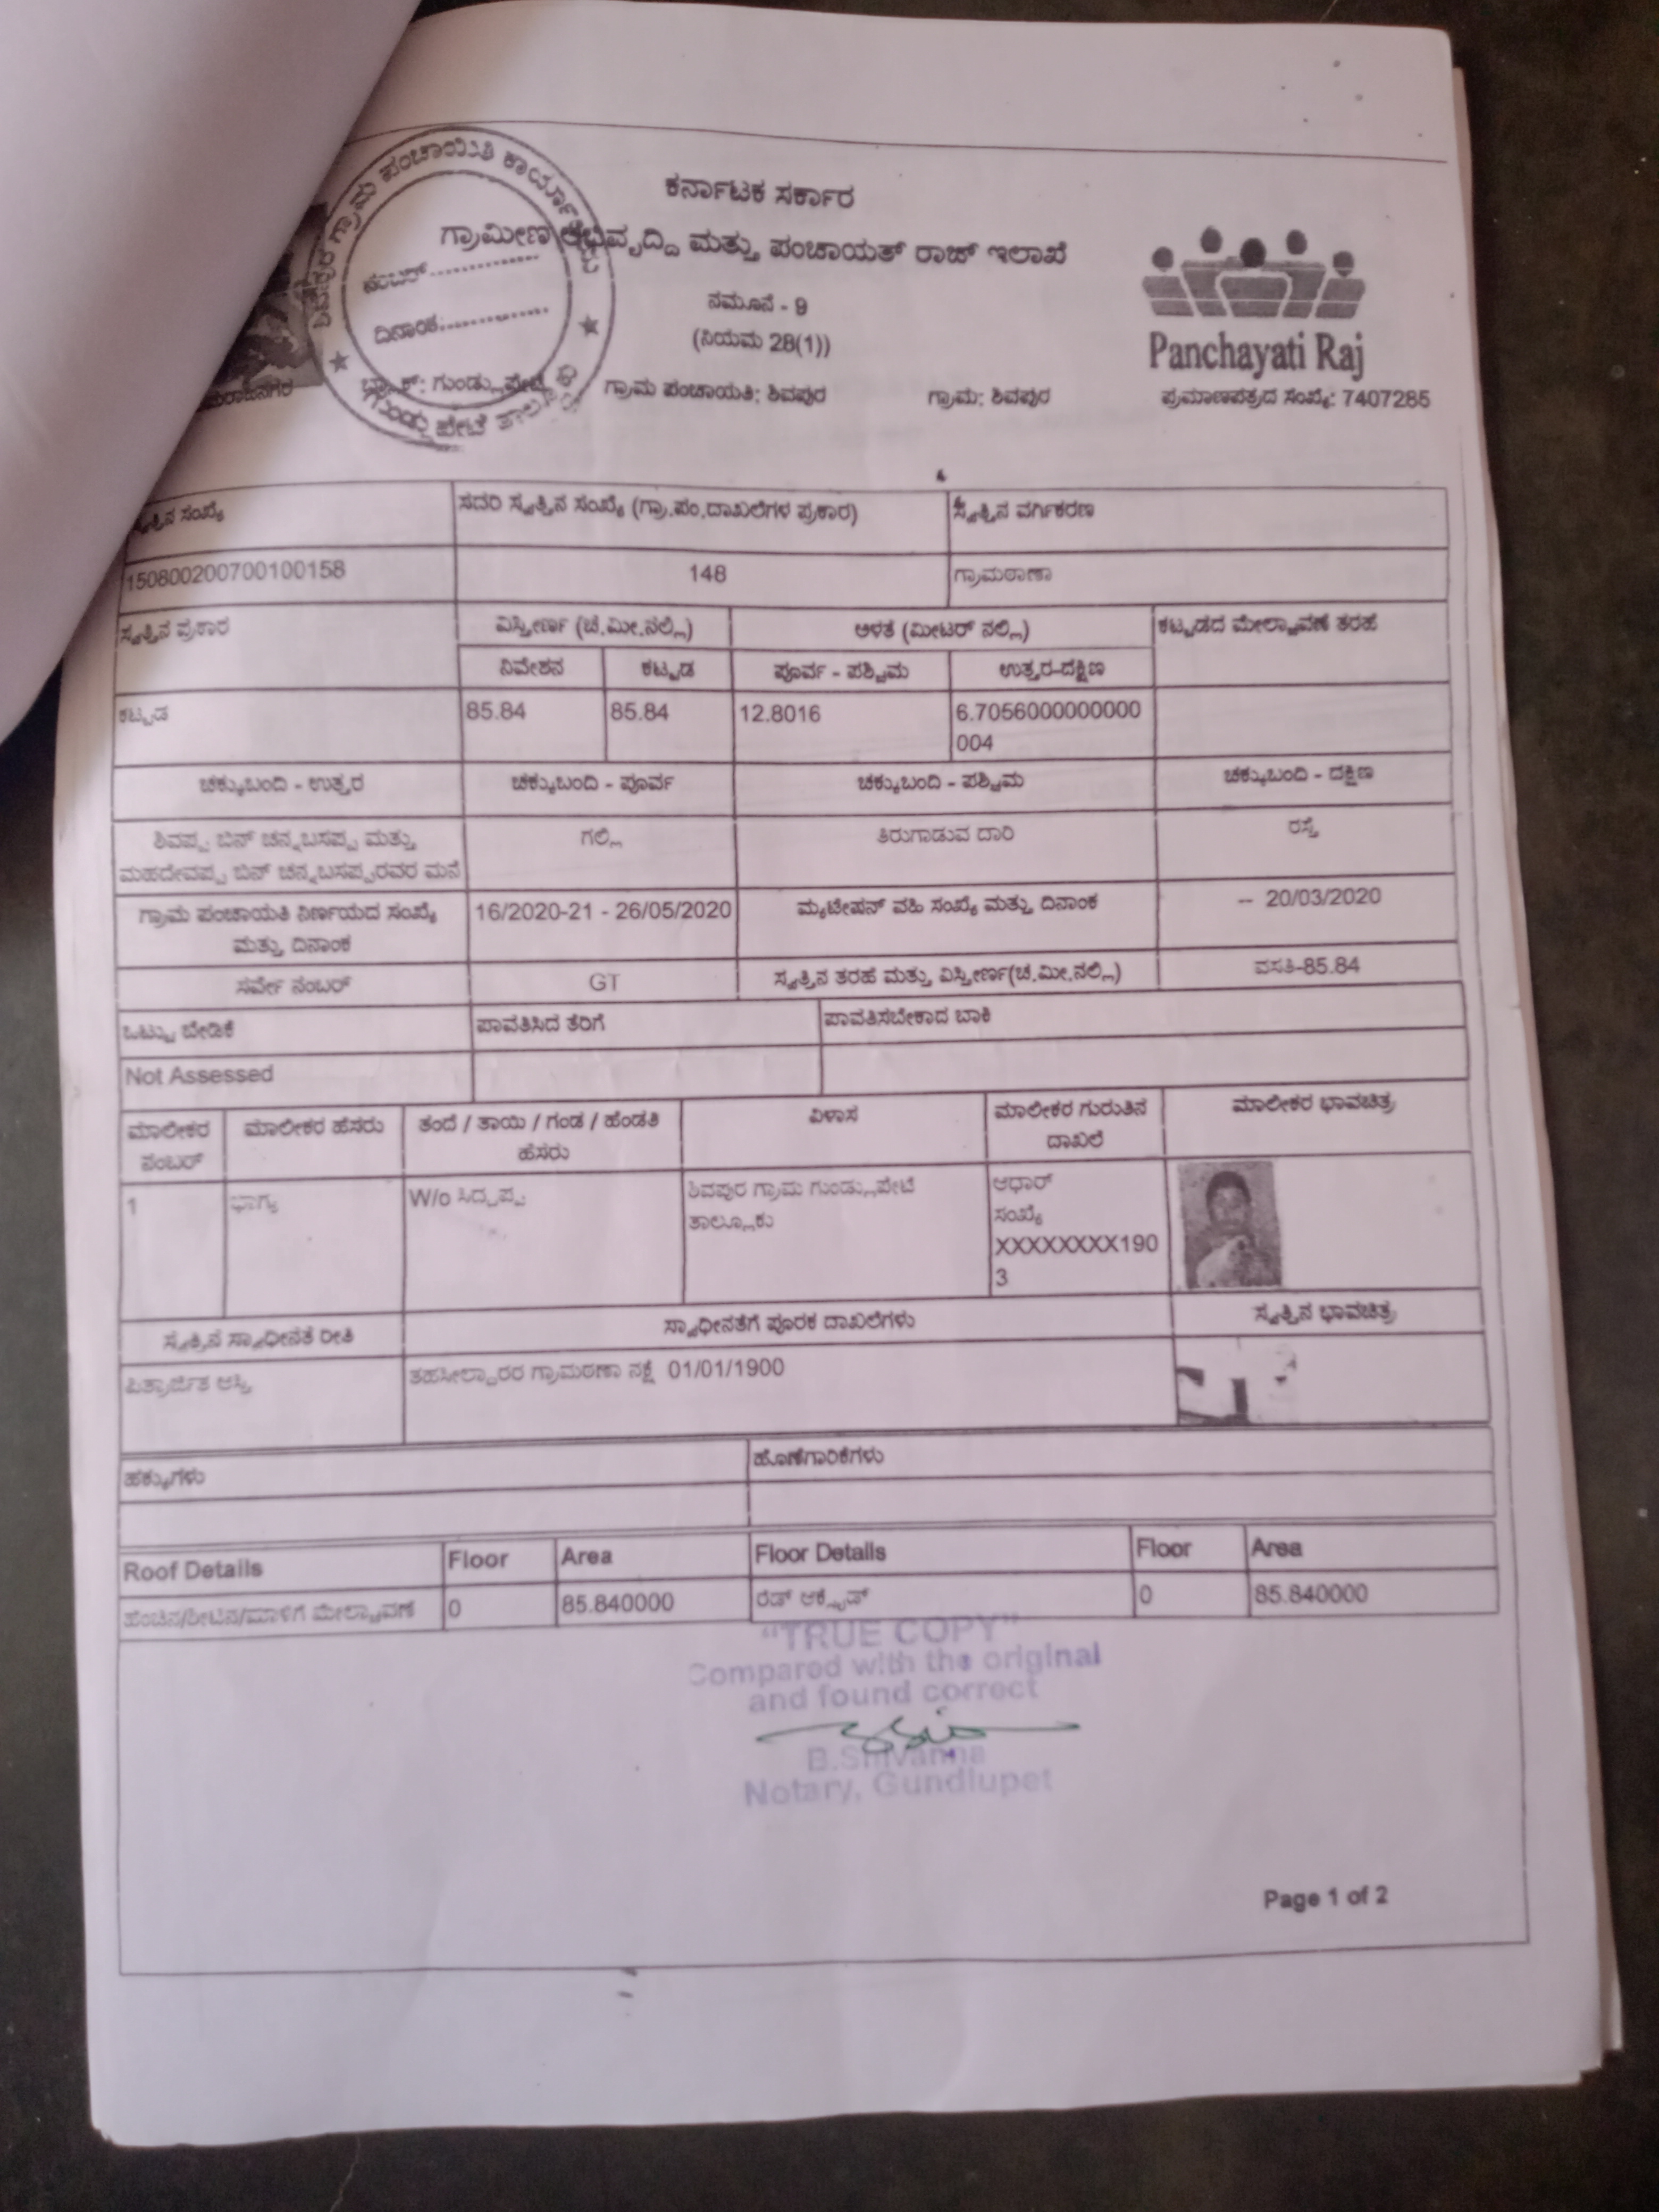 ಕರ್ನಾಟಕ ಸರ್ಕಾರ
ಗ್ರಾಮೀಣ ಅಭಿವೃದ್ದಿ ಮತ್ತು ಪಂಚಾಯತ್ ರಾಜ್ ಇಲಾಖೆ
ನಮೂನೆ - 9
(ನಿಯಮ 28(1))
ಗ್ರಾಮ ಪಂಚಾಯಿತಿ ಕಾರ್ಯಾಲಯ
ನಂಬರ್
ದಿನಾಂಕ:
ಗುಂಡ್ಲುಪೇಟೆ ತಾಲ್ಲೂಕು
Panchayati Raj
ಬ್ಲಾಕ್: ಗುಂಡ್ಲುಪೇಟೆ ಗ್ರಾಮ ಪಂಚಾಯತಿ: ಶಿವಪುರ ಗ್ರಾಮ: ಶಿವಪುರ ಪ್ರಮಾಣಪತ್ರದ ಸಂಖ್ಯೆ: 7407285
ಸಂಖ್ಯೆ ಸದರಿ ಸ್ವತ್ತಿನ ಸಂಖ್ಯೆ (ಗ್ರಾ.ಪಂ.ದಾಖಲೆಗಳ ಪ್ರಕಾರ) ಸ್ವತ್ತಿನ ವರ್ಗಿಕರಣ
150800200700100158 148 ಗ್ರಾಮಠಾಣಾ
ಸ್ವತ್ತಿನ ಪ್ರಕಾರ ವಿಸ್ತೀರ್ಣ (ಚ.ಮೀ.ನಲ್ಲಿ) ಅಳತೆ (ಮೀಟರ್ ನಲ್ಲಿ) ಕಟ್ಟಡದ ಮೇಲ್ಚಾವಣಿ ತರಹ
ನಿವೇಶನ ಕಟ್ಟಡ ಪೂರ್ವ - ಪಶ್ಚಿಮ ಉತ್ತರ-ದಕ್ಷಿಣ
ಕಟ್ಟಡ 85.84 85.84 12.8016 6.7056000000000
004
ಚಕ್ಕುಬಂದಿ - ಉತ್ತರ ಚಕ್ಕುಬಂದಿ - ಪೂರ್ವ ಚಕ್ಕುಬಂದಿ - ಪಶ್ಚಿಮ ಚಕ್ಕುಬಂದಿ - ದಕ್ಷಿಣ
ಶಿವಪ್ಪ ಬಿನ್ ಚನ್ನಬಸಪ್ಪ ಮತ್ತು ಗಲ್ಲಿ ತಿರುಗಾಡುವ ದಾರಿ ರಸ್ತೆ
ಮಹದೇವಪ್ಪ ಬಿನ್ ಚನ್ನಬಸಪ್ಪರವರ ಮನೆ
ಗ್ರಾಮ ಪಂಚಾಯತಿ ನಿರ್ಣಯದ ಸಂಖ್ಯೆ 16/2020-21 - 26/05/2020 ಮ್ಯಟೇಷನ್ ವಹಿ ಸಂಖ್ಯೆ ಮತ್ತು ದಿನಾಂಕ -- 20/03/2020
ಮತ್ತು ದಿನಾಂಕ
ಸರ್ವೇ ನಂಬರ್ GT ಸ್ವತ್ತಿನ ತರಹೆ ಮತ್ತು ವಿಸ್ತೀರ್ಣ(ಚ.ಮೀ.ನಲ್ಲಿ) ವಸತಿ-85.84
ಒಟ್ಟು ಬೇಡಿಕೆ ಪಾವತಿಸಿದ ತೆರಿಗೆ ಪಾವತಿಸಬೇಕಾದ ಬಾಕಿ
Not Assessed
ಮಾಲೀಕರ ಮಾಲೀಕರ ಹೆಸರು ತಂದೆ / ತಾಯಿ / ಗಂಡ / ಹೆಂಡತಿ ವಿಳಾಸ ಮಾಲೀಕರ ಗುರುತಿನ ಮಾಲೀಕರ ಭಾವಚಿತ್ರ
ನಂಬರ್ ಹೆಸರು ದಾಖಲೆ
1 ಭಾಗ್ಯ W/o ಸಿದ್ದಪ್ಪ ಶಿವಪುರ ಗ್ರಾಮ ಗುಂಡ್ಲುಪೇಟೆ ಆಧಾರ್
ತಾಲ್ಲೂಕು ಸಂಖ್ಯೆ
XXXXXXXX190
3
ಸ್ವತ್ತಿನ ಸ್ವಾಧೀನತೆ ರೀತಿ ಸ್ವಾಧೀನತೆಗೆ ಪೂರಕ ದಾಖಲೆಗಳು ಸ್ವತ್ತಿನ ಭಾವಚಿತ್ರ
ಪಿತ್ರಾರ್ಜಿತ ಆಸ್ತಿ ತಹಸೀಲ್ದಾರರ ಗ್ರಾಮಠಾಣಾ ನಕ್ಷೆ 01/01/1900
ಹಕ್ಕುಗಳು ಹೊಣೆಗಾರಿಕೆಗಳು
Roof Details Floor Area Floor Details Floor Area
ಹೆಂಚಿನ/ಶೀಟಿನ/ಮಾಳಿಗೆ ಮೇಲ್ಚಾವಣಿ 0 85.840000 ರೆಡ್ ಆಕ್ಸೈಡ್ 0 85.840000
"TRUE COPY"
Compared with the original
and found correct
B.Shivanna
Notary, Gundlupet
Page 1 of 2